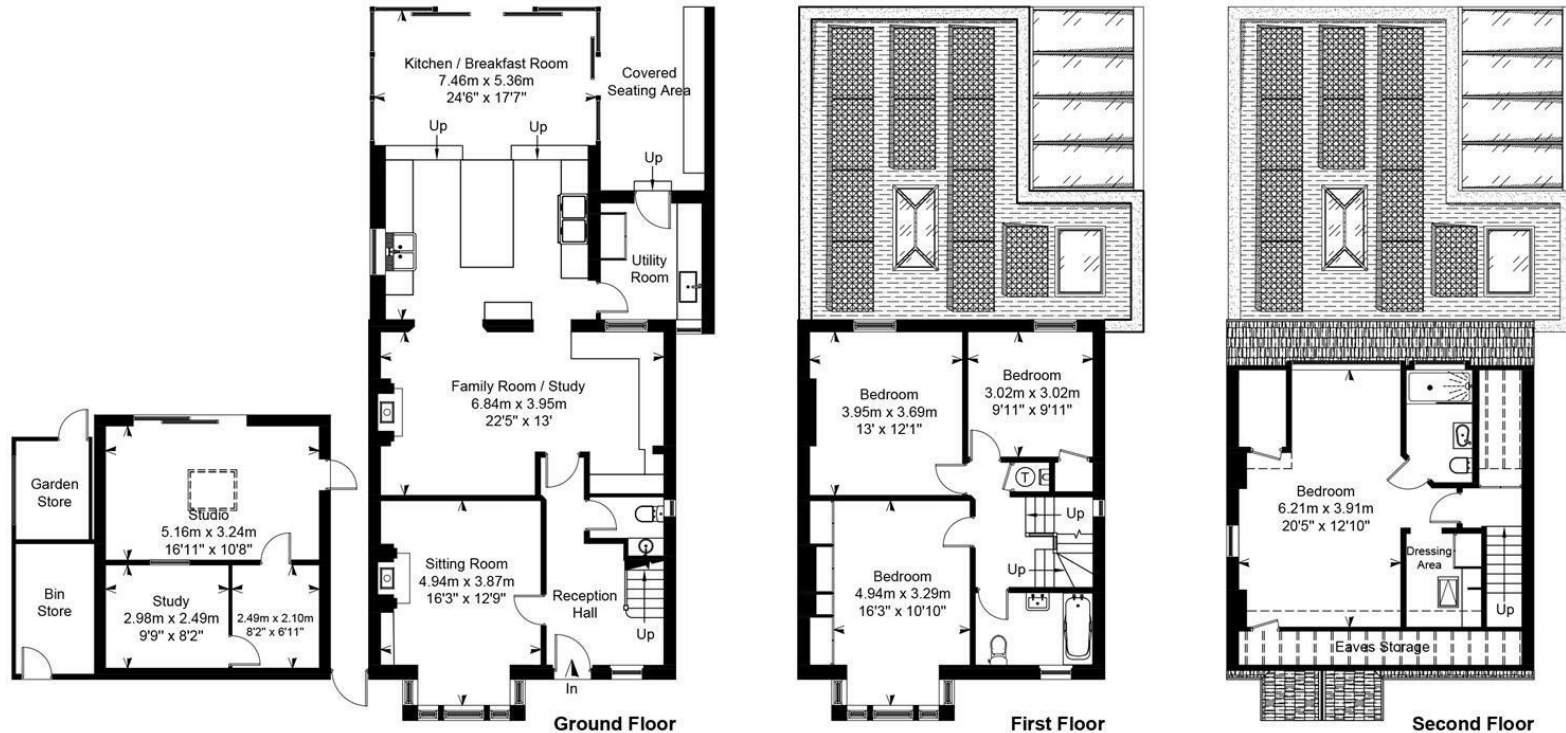 Kitchen / Breakfast Room
7.46m x 5.36m
24'6" x 17'7"
Covered
Seating Area
Up
Up
Up
Utility
Room
Family Room / Study
6.84m x 3.95m
22'5" x 13'
Garden
Store
Studio
5.16m x 3.24m
16'11" x 10'8"
Bin
Store
Study
2.98m x 2.49m
9'9" x 8'2"
2.49m x 2.10m
8'2" x 6'11"
Sitting Room
4.94m x 3.87m
16'3" x 12'9"
Reception
Hall
Up
In
Ground Floor
Bedroom
3.95m x 3.69m
13' x 12'1"
Bedroom
3.02m x 3.02m
9'11" x 9'11"
T
Up
Up
Bedroom
4.94m x 3.29m
16'3" x 10'10"
First Floor
Bedroom
6.21m x 3.91m
20'5" x 12'10"
Dressing
Area
Up
Eaves Storage
Second Floor